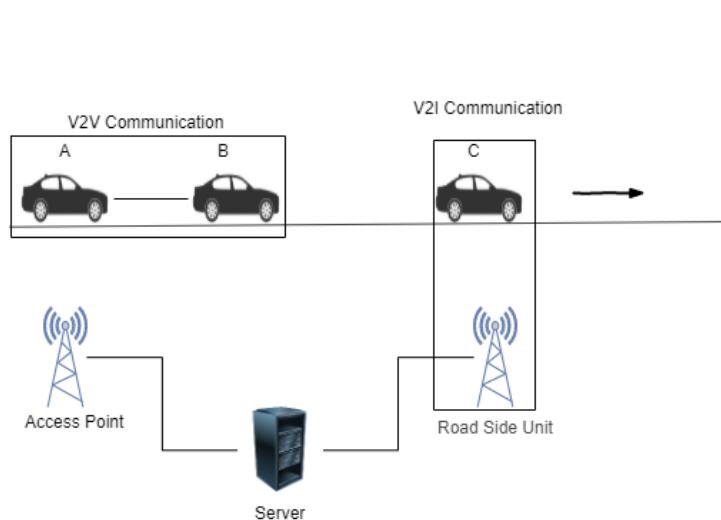 V2I Communication
V2V Communication
A
B
C
Access Point
Road Side Unit
Server